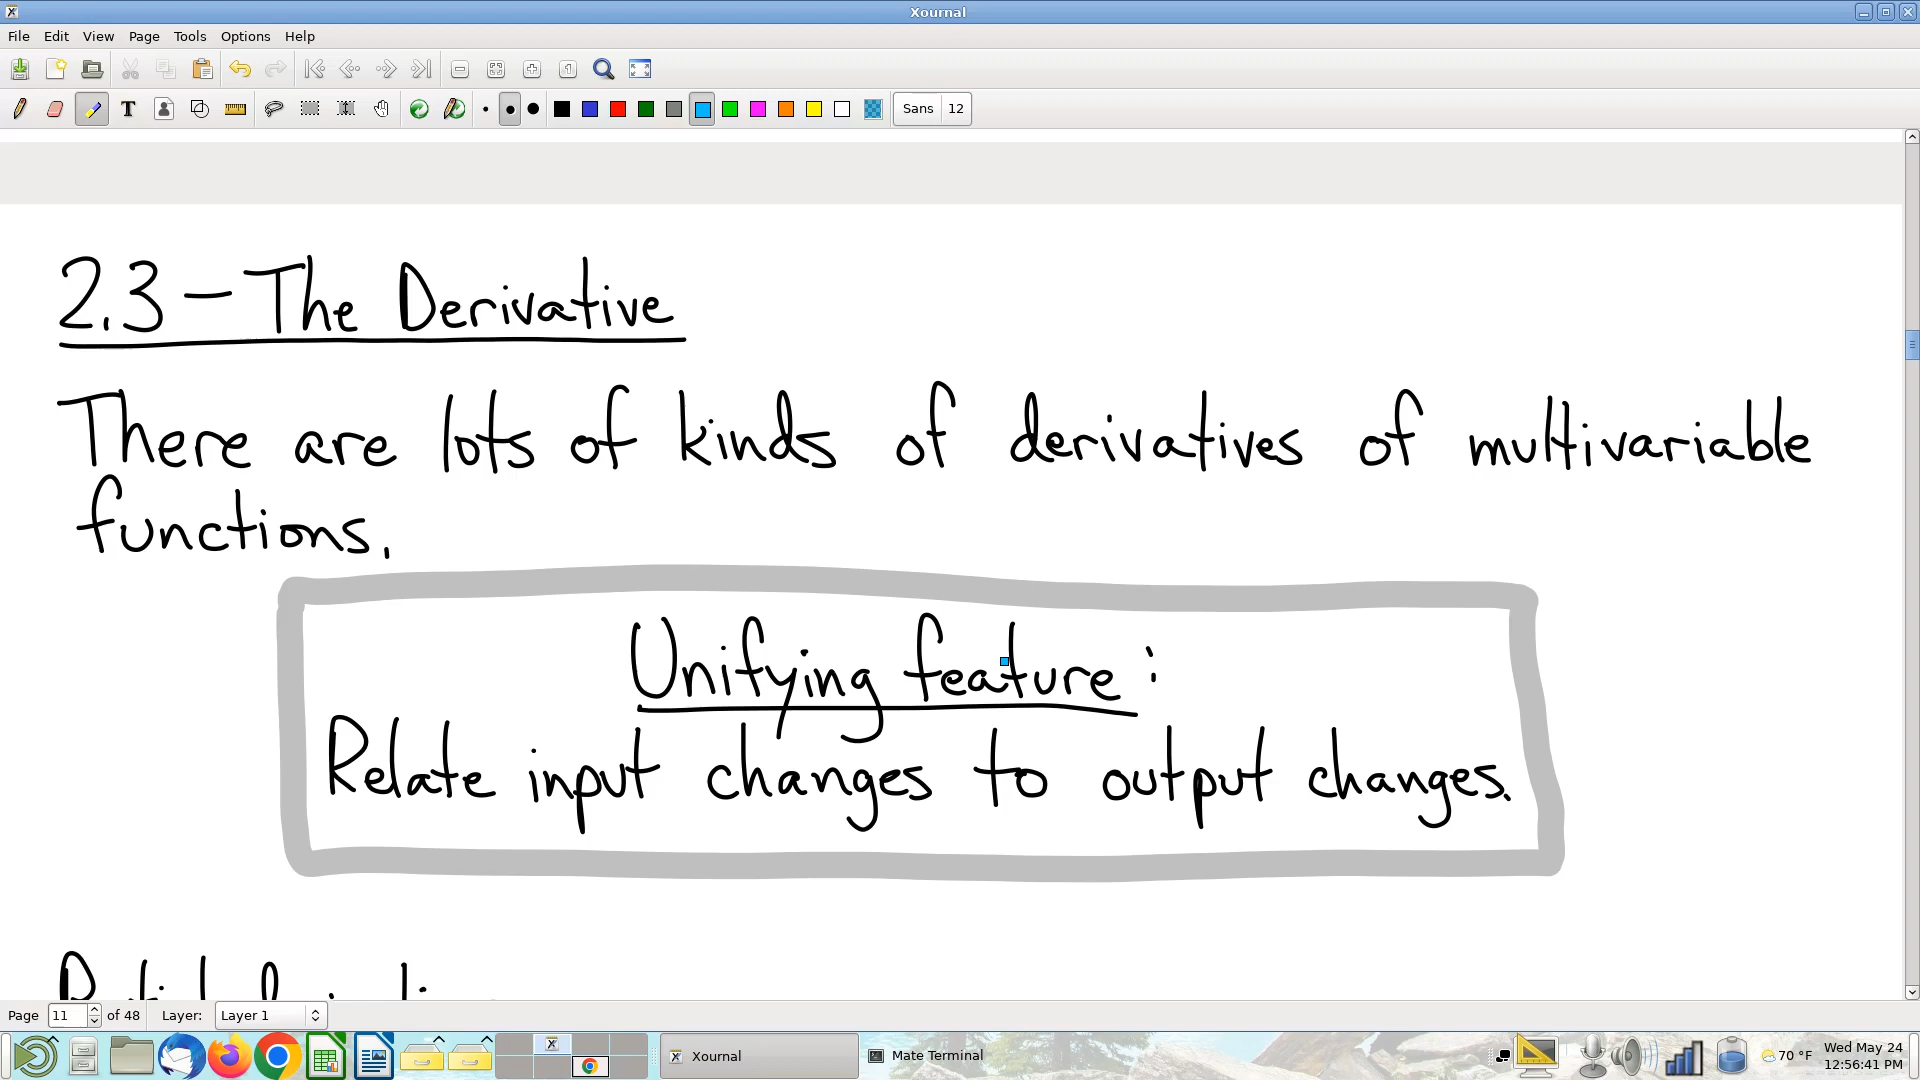 Xournal
File Edit View Page Tools Options Help
Sans 12
2.3 - The Derivative
There are lots of kinds of derivatives of multivariable
functions.
Unifying feature:
Relate input changes to output changes.
Page 11 of 48 Layer: Layer 1
Xournal Mate Terminal 70 °F Wed May 24
12:56:41 PM